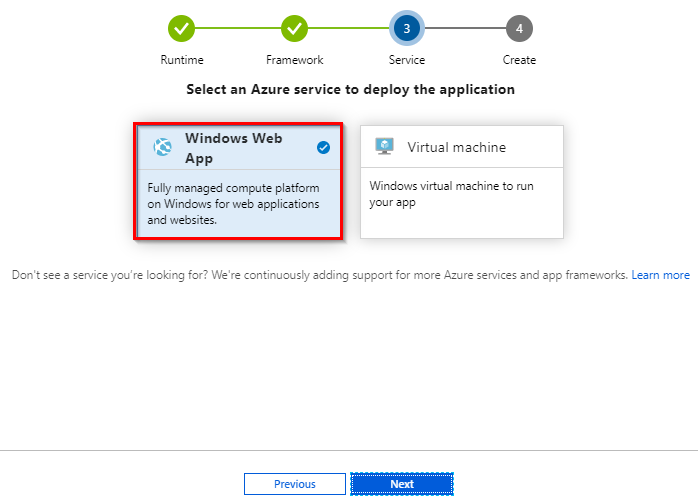 3
4
Runtime
Framework
Service
Create
Select an Azure service to deploy the application
Windows Web
App
Fully managed compute platform
on Windows for web applications
and websites.
Virtual machine
Windows virtual machine to run
your app
Don't see a service you're looking for? We're continuously adding support for more Azure services and app frameworks. Learn more
Previous
Next